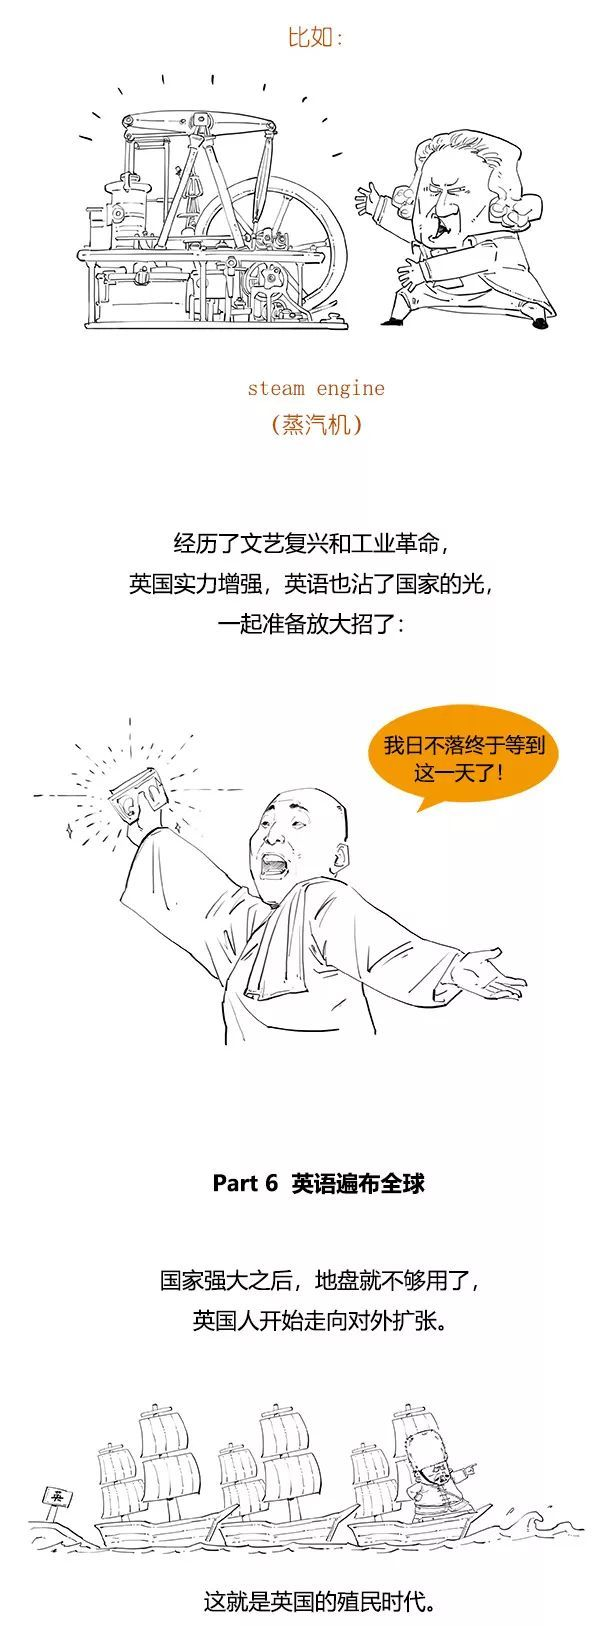 比如：
steam engine
（蒸汽机）
经历了文艺复兴和工业革命，
英国实力增强，英语也沾了国家的光，
一起准备放大招了：
我日不落终于等到
这一天了！
Part 6 英语遍布全球
国家强大之后，地盘就不够用了，
英国人开始走向对外扩张。
英
这就是英国的殖民时代。